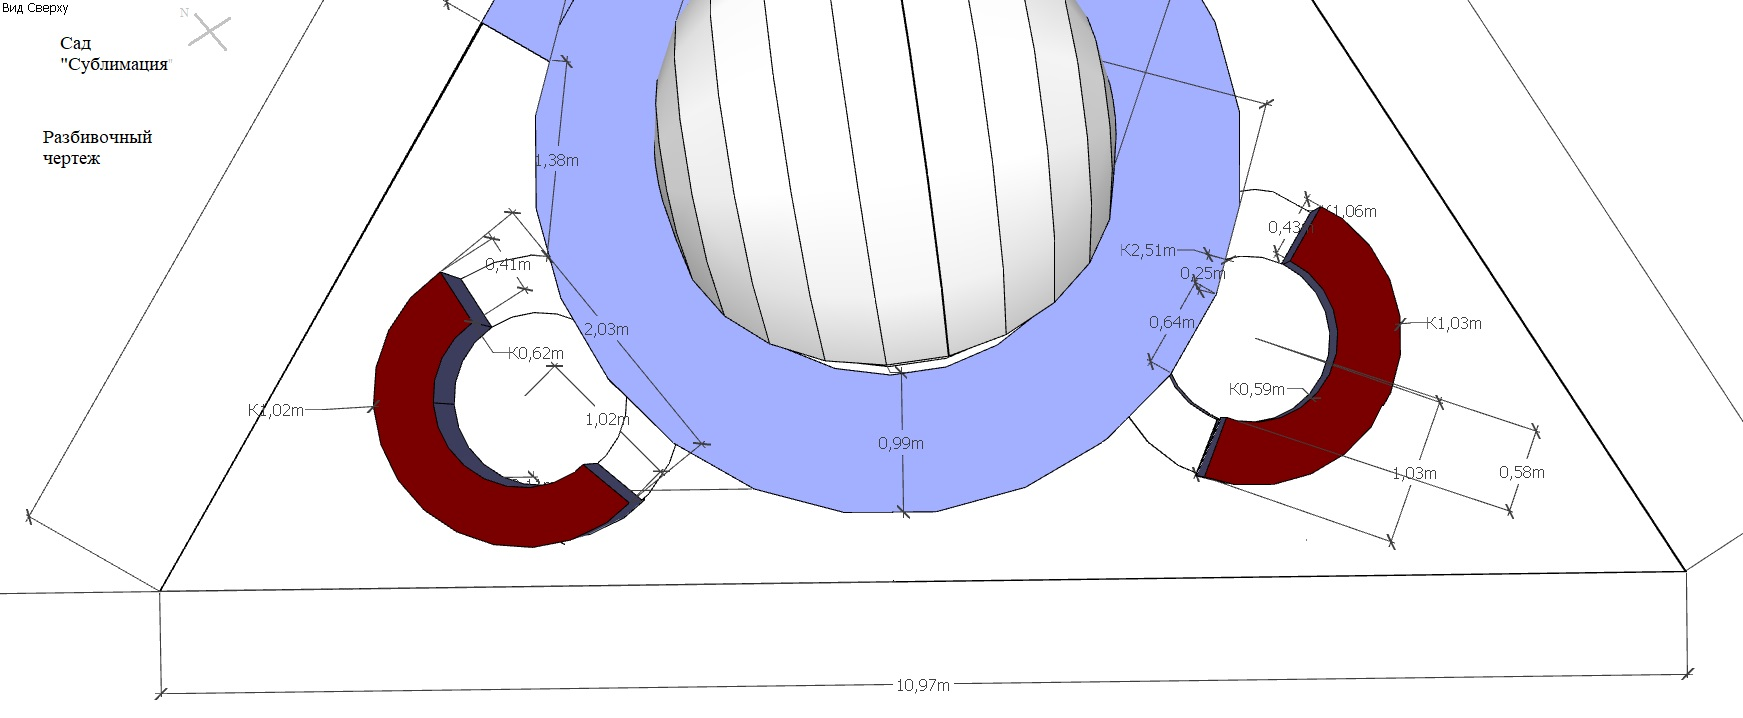 Вид Сверху
N
Сад
"Сублимация"
Разбивочный
чертеж
1,38m
K1,06m
0,43m
K2,51m
0,41m
0,25m
0,64m
K1,03m
2,03m
K0,62m
K0,59m
K1,02m
1,02m
0,99m
1,03m
0,58m
10,97m